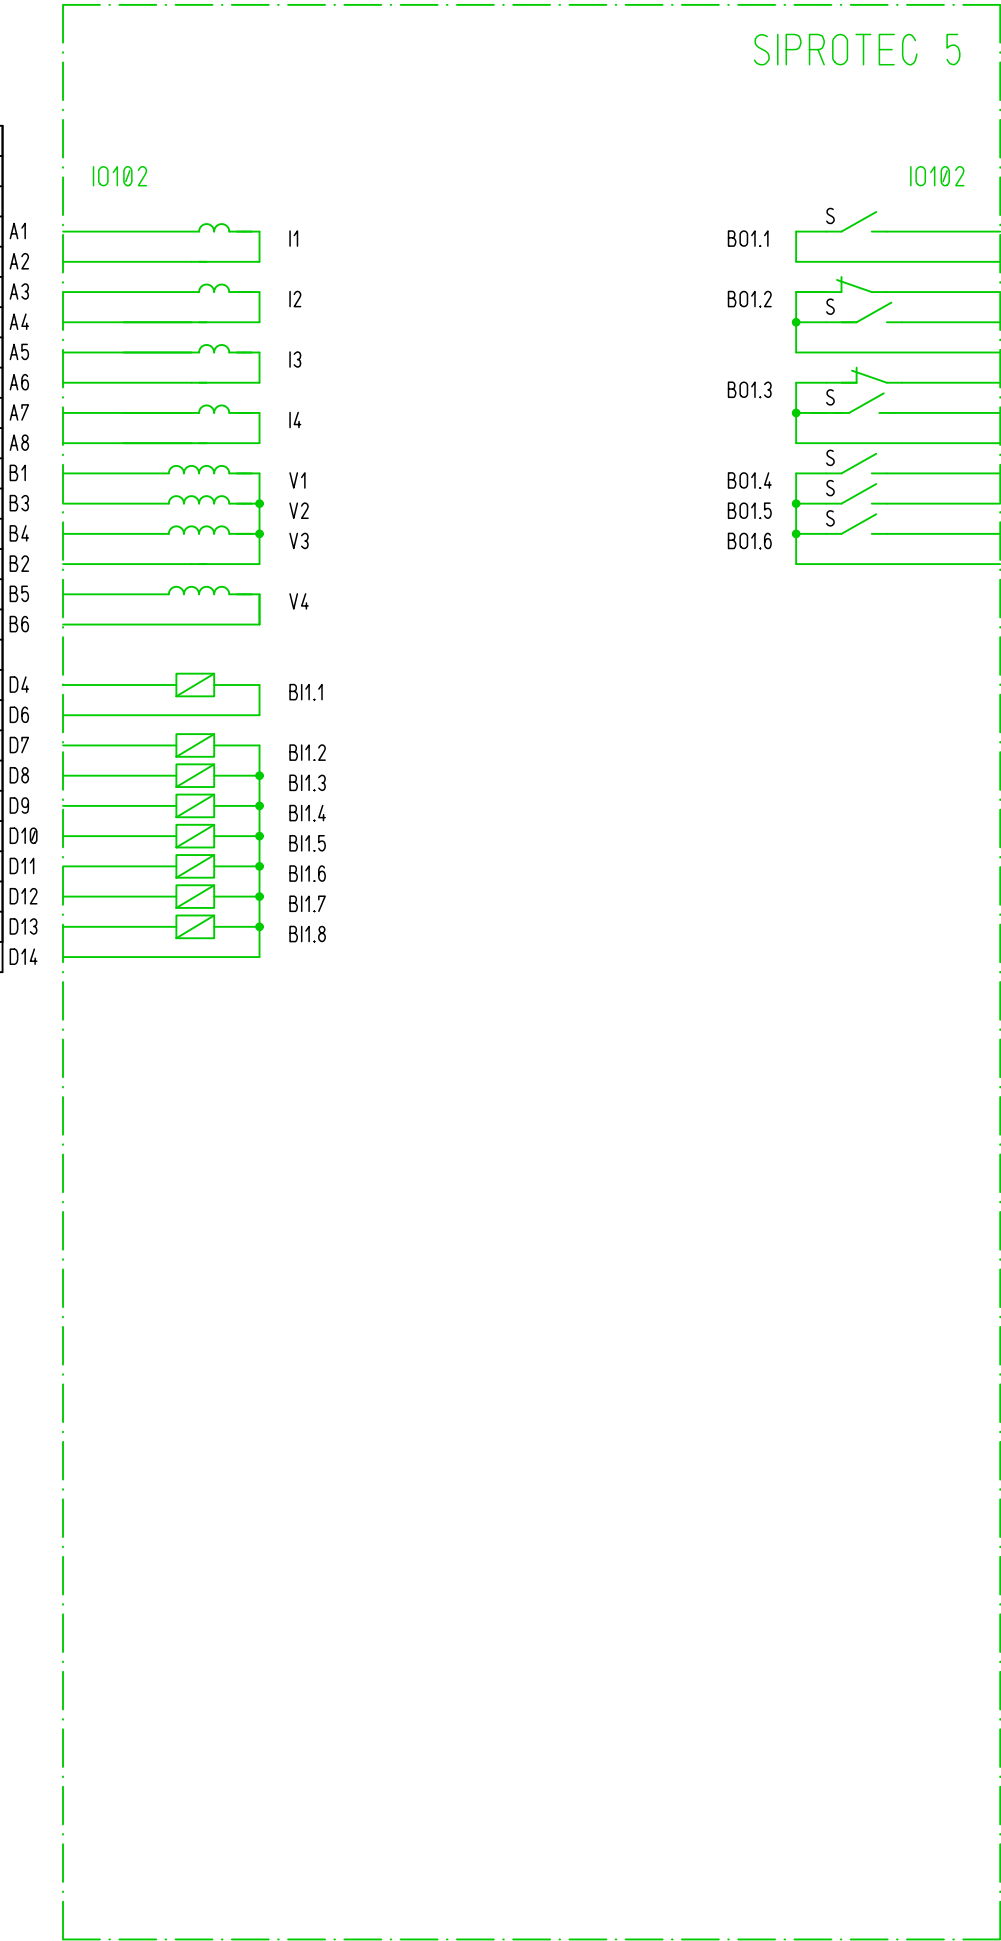 SIPROTEC 5
IO102
IO102
A1
I1
BO1.1
S
A2
A3
I2
BO1.2
A4
S
A5
I3
A6
BO1.3
A7
I4
S
A8
B1
V1
BO1.4
S
B3
V2
BO1.5
S
B4
V3
BO1.6
S
B2
B5
V4
B6
D4
BI1.1
D6
D7
BI1.2
D8
BI1.3
D9
BI1.4
D10
BI1.5
D11
BI1.6
D12
BI1.7
D13
BI1.8
D14